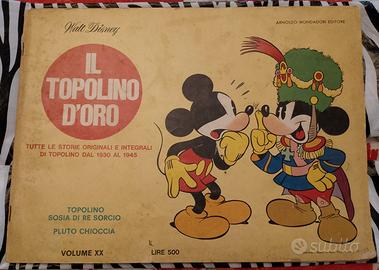 Walt Disney
ARNOLDO MONDADORI EDITORE
IL
TOPOLINO
D'ORO
TUTTE LE STORIE ORIGINALI E INTEGRALI
DI TOPOLINO DAL 1930 AL 1945
TOPOLINO
SOSIA DI RE SORCIO
PLUTO CHIOCCIA
VOLUME XX
LIRE 500
subito